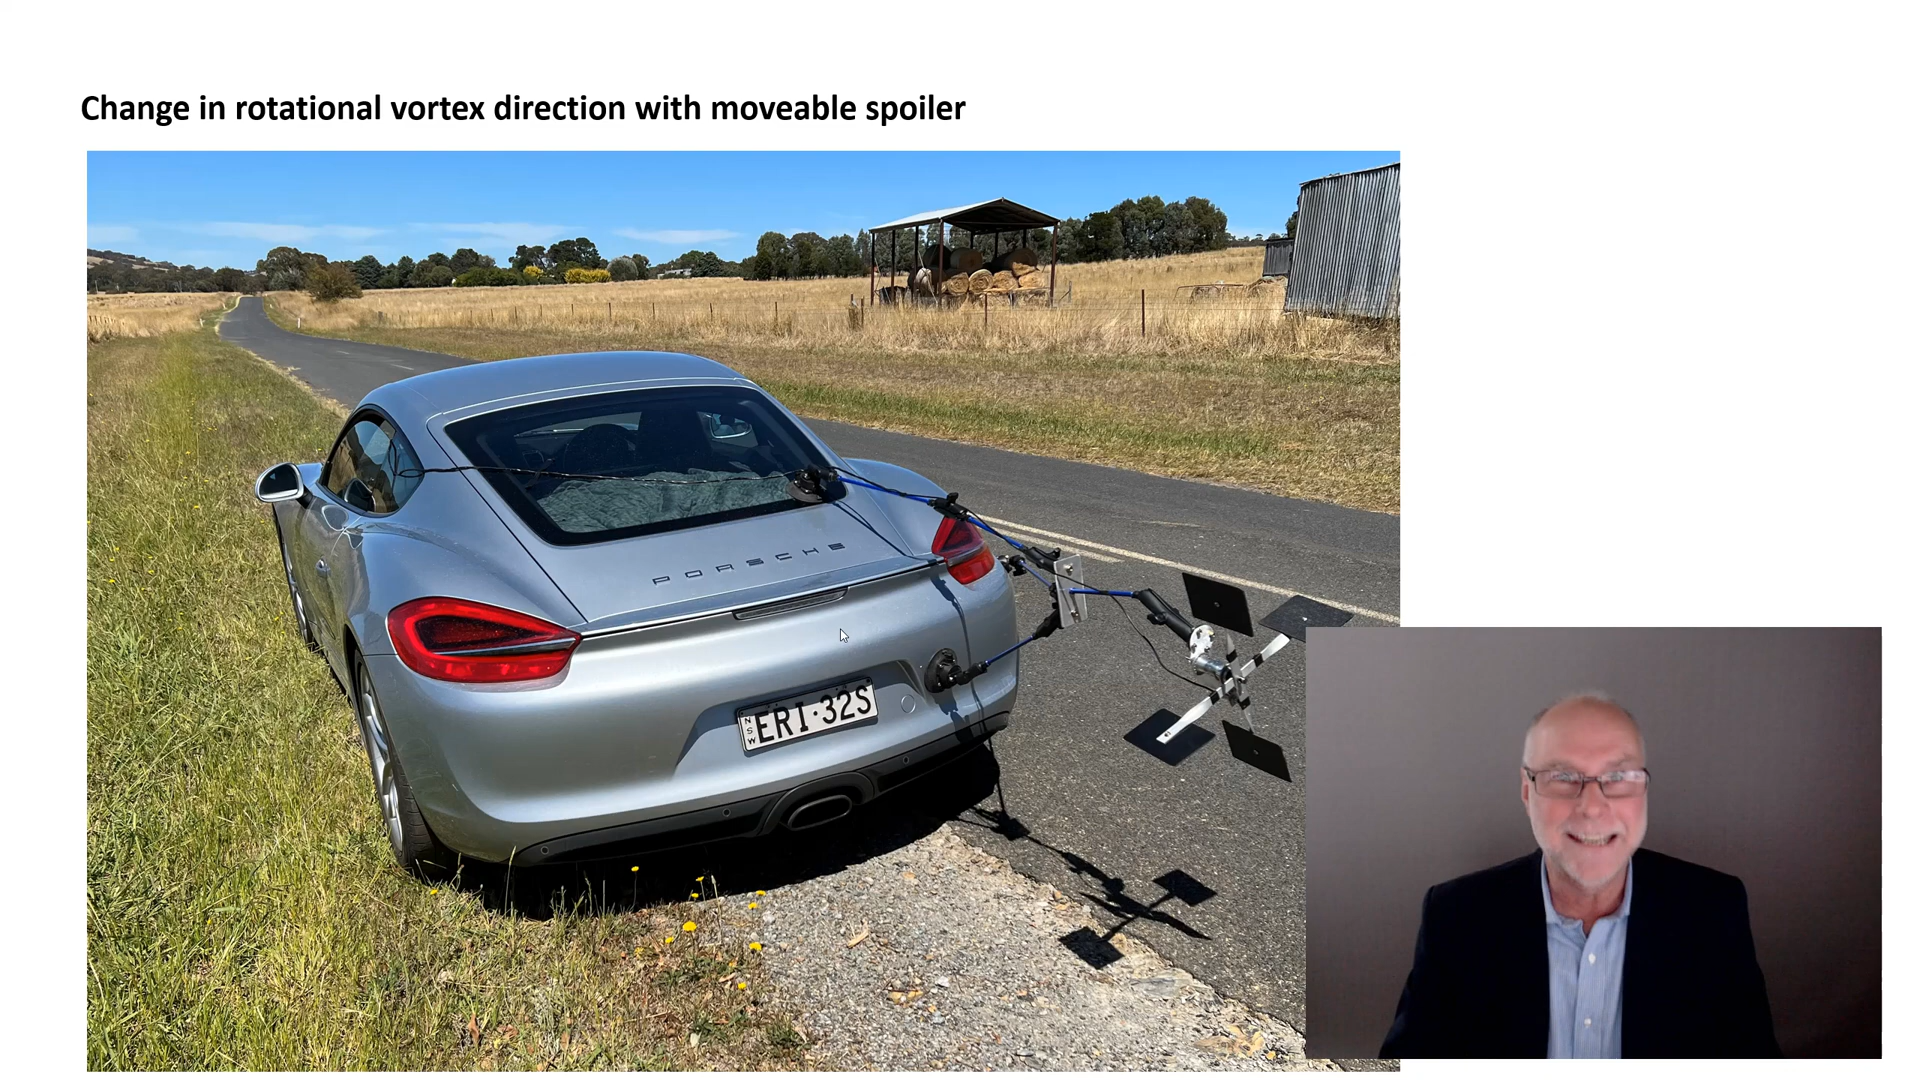 Change in rotational vortex direction with moveable spoiler
PORSCHE
NSW ERI·32S